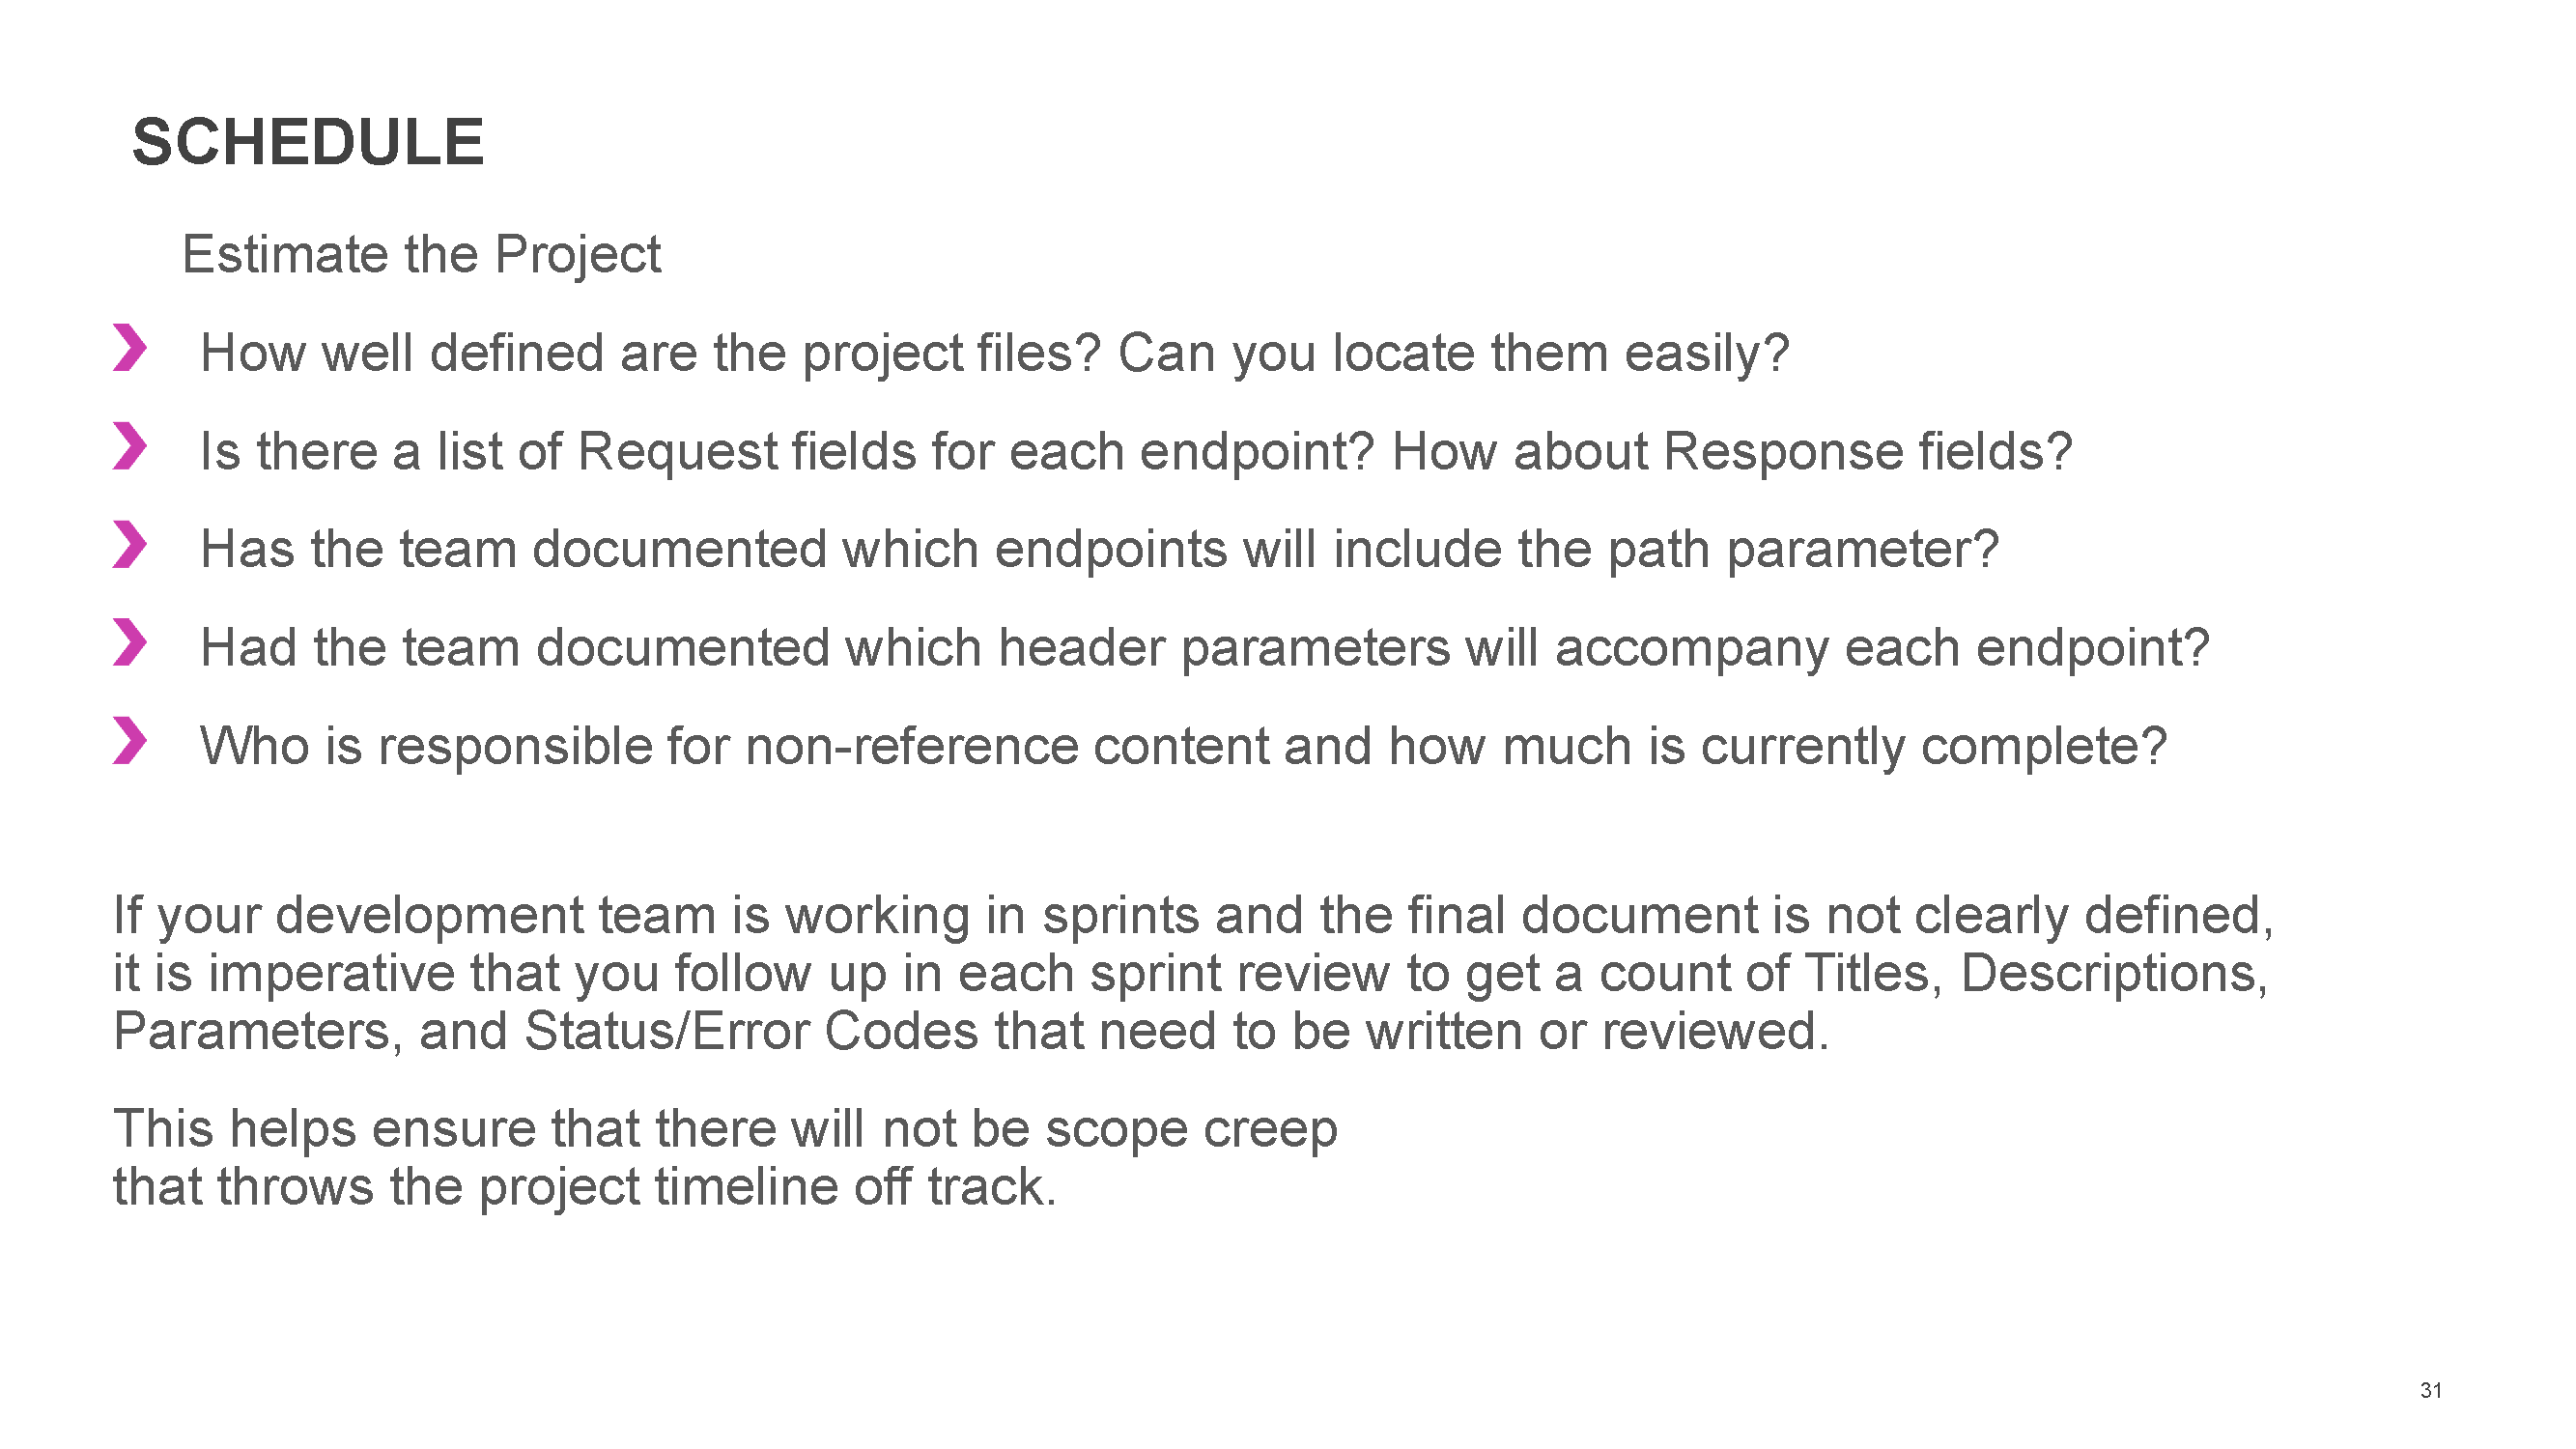 SCHEDULE
Estimate the Project
How well defined are the project files? Can you locate them easily?
Is there a list of Request fields for each endpoint? How about Response fields?
Has the team documented which endpoints will include the path parameter?
Had the team documented which header parameters will accompany each endpoint?
Who is responsible for non-reference content and how much is currently complete?
If your development team is working in sprints and the final document is not clearly defined,
it is imperative that you follow up in each sprint review to get a count of Titles, Descriptions,
Parameters, and Status/Error Codes that need to be written or reviewed.
This helps ensure that there will not be scope creep
that throws the project timeline off track.
31